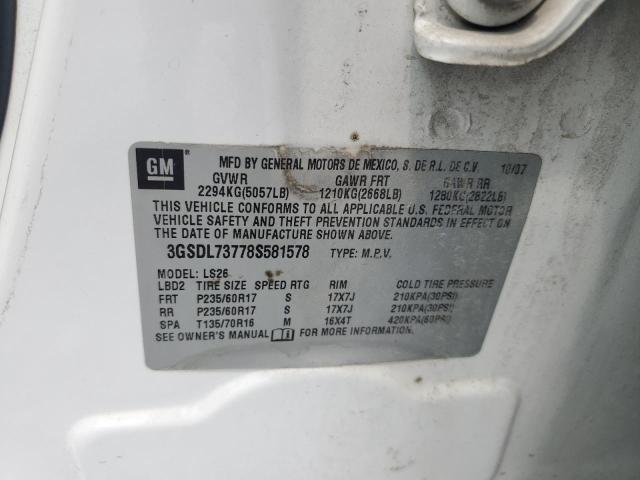 GM
MFD BY GENERAL MOTORS DE MEXICO, S. DE R.L. DE C.V. 10/07
GVWR GAWR FRT GAWR RR
2294KG(5057LB) 1210KG(2668LB) 1280KG(2822LB)
THIS VEHICLE CONFORMS TO ALL APPLICABLE U.S. FEDERAL MOTOR
VEHICLE SAFETY AND THEFT PREVENTION STANDARDS IN EFFECT ON
THE DATE OF MANUFACTURE SHOWN ABOVE.
3GSDL73778S581578 TYPE: M.P.V.
MODEL: LS26
LBD2 TIRE SIZE SPEED RTG RIM COLD TIRE PRESSURE
FRT P235/60R17 S 17X7J 210KPA(30PSI)
RR P235/60R17 S 17X7J 210KPA(30PSI)
SPA T135/70R16 M 16X4T 420KPA(60PSI)
SEE OWNER'S MANUAL FOR MORE INFORMATION.